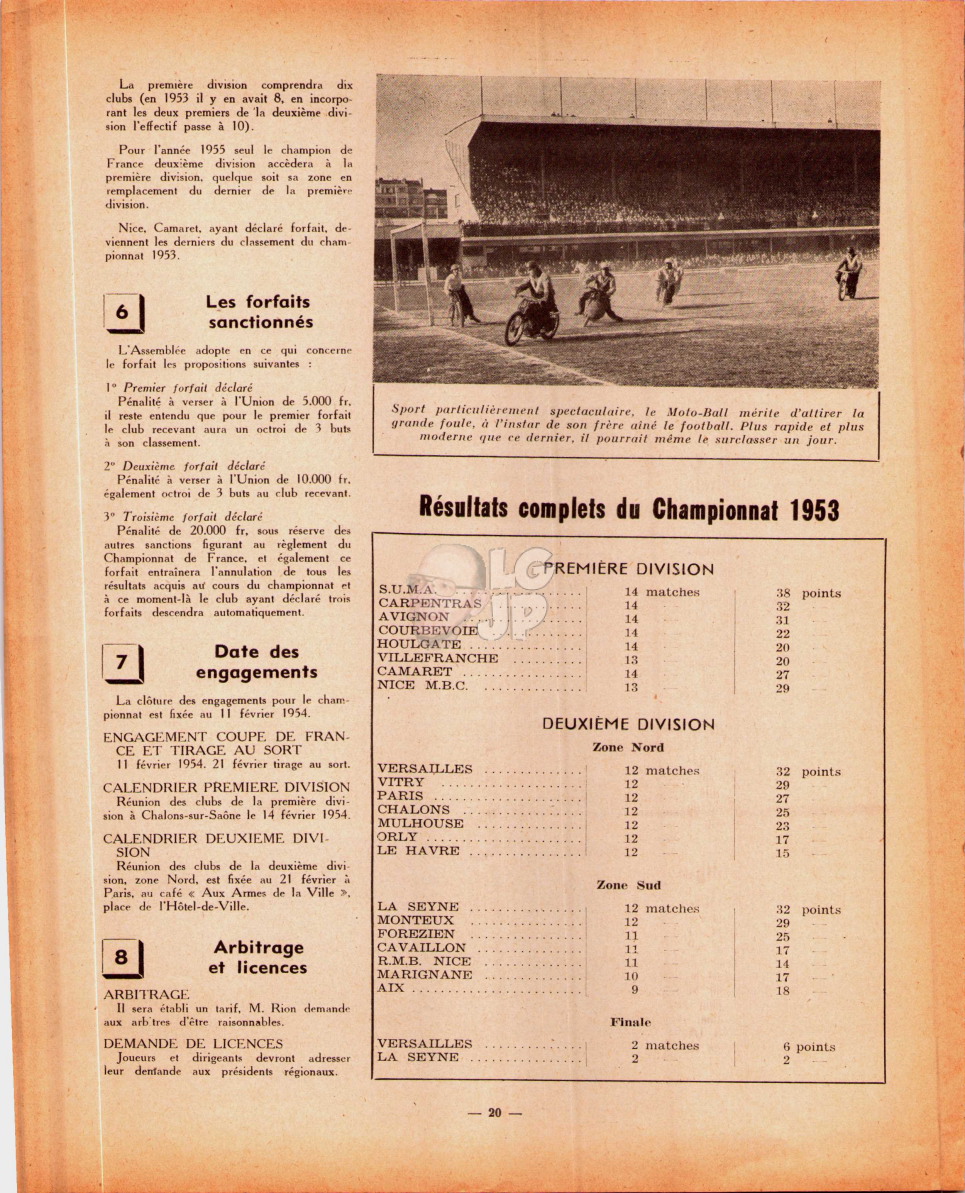 La première division comprendra dix
clubs (en 1953 il y en avait 8, en incorpo-
rant les deux premiers de la deuxième divi-
sion l'effectif passe à 10).
Pour l'année 1955 seul le champion de
France deuxième division accèdera à la
première division, quelque soit sa zone en
remplacement du dernier de la première
division.
Nice, Camaret, ayant déclaré forfait, de-
viennent les derniers du classement du cham-
pionnat 1953.
6
Les forfaits
sanctionnés
L'Assemblée adopte en ce qui concerne
le forfait les propositions suivantes :
1° Premier forfait déclaré
Pénalité à verser à l'Union de 5.000 fr,
il reste entendu que pour le premier forfait
le club recevant aura un octroi de 3 buts
à son classement.
2° Deuxième forfait déclaré
Pénalité à verser à l'Union de 10.000 fr,
également octroi de 3 buts au club recevant.
3° Troisième forfait déclaré
Pénalité de 20.000 fr, sous réserve des
autres sanctions figurant au règlement du
Championnat de France, et également ce
forfait entraînera l'annulation de tous les
résultats acquis au cours du championnat et
à ce moment-là le club ayant déclaré trois
forfaits descendra automatiquement.
7
Date des
engagements
La clôture des engagements pour le cham-
pionnat est fixée au 11 février 1954.
ENGAGEMENT COUPE DE FRAN-
CE ET TIRAGE AU SORT
11 février 1954. 21 février tirage au sort.
CALENDRIER PREMIERE DIVISION
Réunion des clubs de la première divi-
sion à Chalons-sur-Saône le 14 février 1954.
CALENDRIER DEUXIEME DIVI-
SION
Réunion des clubs de la deuxième divi-
sion, zone Nord, est fixée au 21 février à
Paris, au café « Aux Armes de la Ville »,
place de l'Hôtel-de-Ville.
8
Arbitrage
et licences
ARBITRAGE
Il sera établi un tarif, M. Rion demande
aux arb'tres d'être raisonnables.
DEMANDE DE LICENCES
Joueurs et dirigeants devront adresser
leur demande aux présidents régionaux.
Sport particulièrement spectaculaire, le Moto-Ball mérite d'attirer la
grande foule, à l'instar de son frère aîné le football. Plus rapide et plus
moderne que ce dernier, il pourrait même le surclasser un jour.
Résultats complets du Championnat 1953
LG
JP
PREMIÈRE DIVISION
S.U.M.A. .......... 14 matches 38 points
CARPENTRAS .......... 14 — 32 —
AVIGNON .......... 14 — 31 —
COURBEVOIE .......... 14 — 22 —
HOULGATE .......... 14 — 20 —
VILLEFRANCHE .......... 13 — 20 —
CAMARET .......... 14 — 27 —
NICE M.B.C. .......... 13 — 29 —
DEUXIÈME DIVISION
Zone Nord
VERSAILLES .......... 12 matches 32 points
VITRY .......... 12 — 29 —
PARIS .......... 12 — 27 —
CHALONS .......... 12 — 25 —
MULHOUSE .......... 12 — 23 —
ORLY .......... 12 — 17 —
LE HAVRE .......... 12 — 15 —
Zone Sud
LA SEYNE .......... 12 matches 32 points
MONTEUX .......... 12 — 29 —
FOREZIEN .......... 11 — 25 —
CAVAILLON .......... 11 — 17 —
R.M.B. NICE .......... 11 — 14 —
MARIGNANE .......... 10 — 17 —
AIX .......... 9 — 18 —
Finale
VERSAILLES .......... 2 matches 6 points
LA SEYNE .......... 2 — 2 —
— 20 —